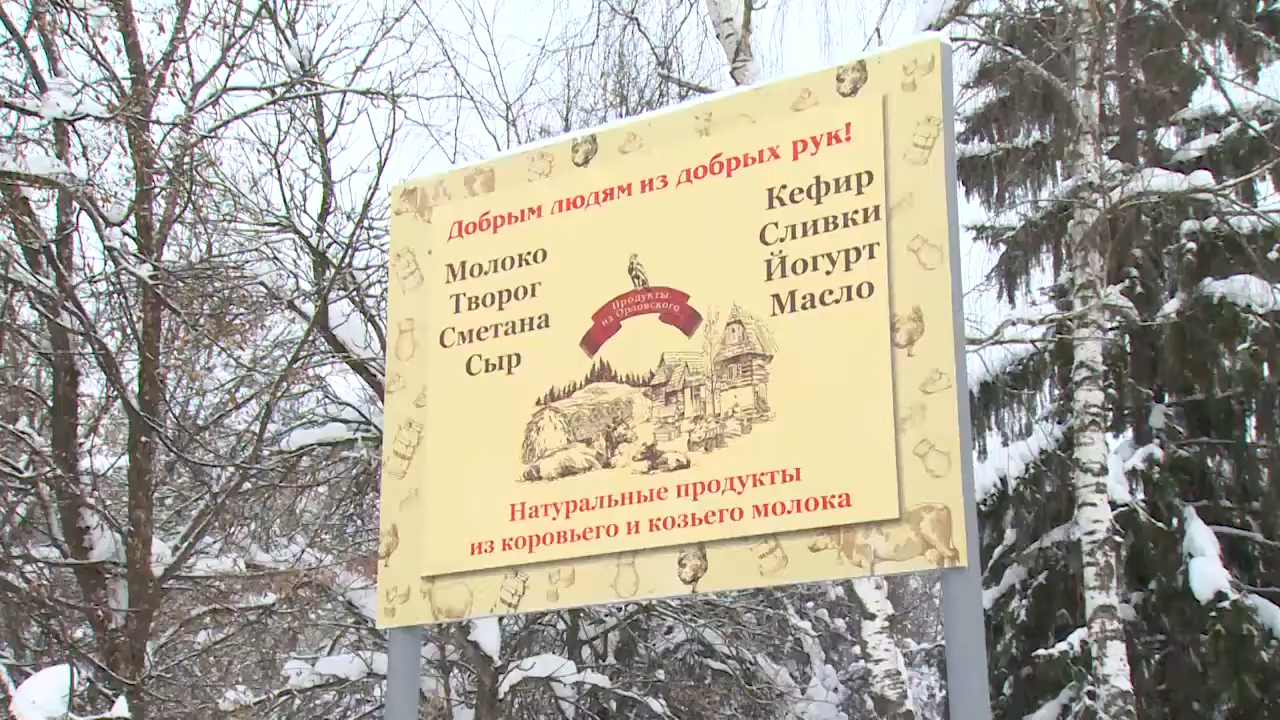 Добрым людям из добрых рук!
Молоко
Творог
Сметана
Сыр
Кефир
Сливки
Йогурт
Масло
Продукты
из Орловского
Натуральные продукты
из коровьего и козьего молока